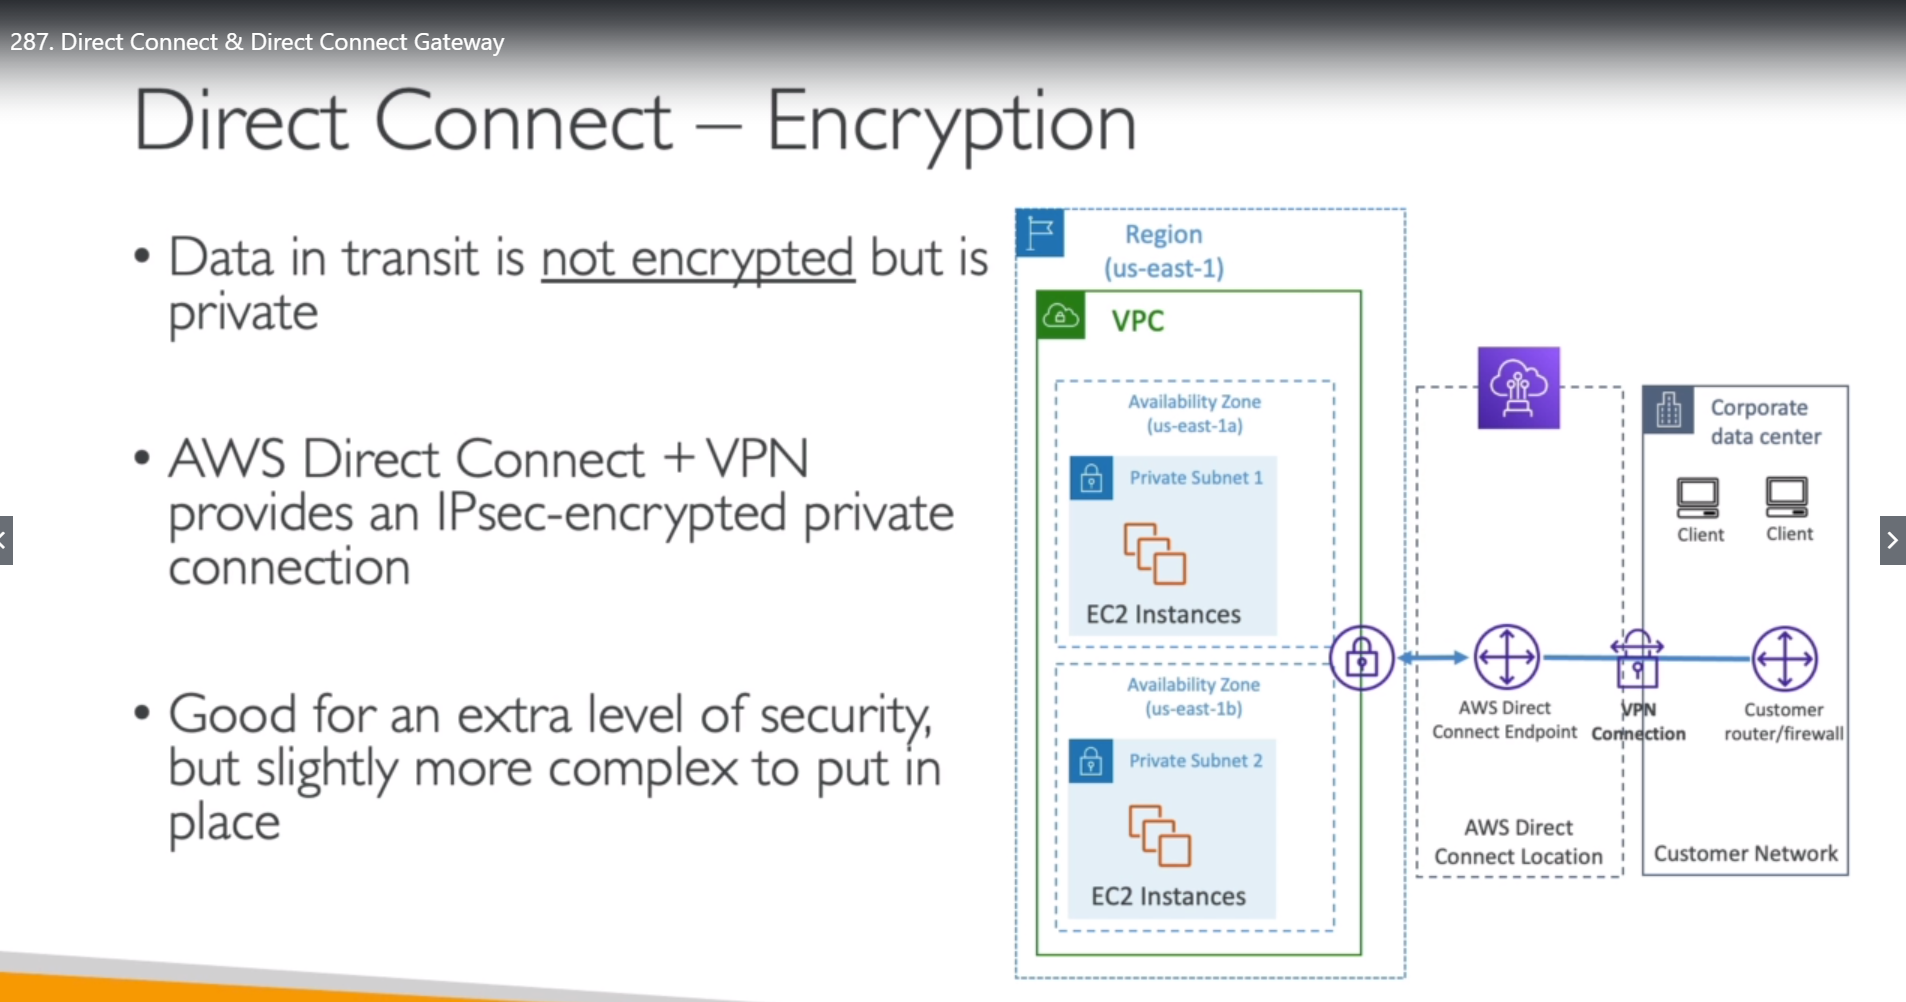 287. Direct Connect & Direct Connect Gateway
Direct Connect – Encryption
• Data in transit is not encrypted but is
private
• AWS Direct Connect + VPN
provides an IPsec-encrypted private
connection
• Good for an extra level of security,
but slightly more complex to put in
place
Region
(us-east-1)
VPC
Availability Zone
(us-east-1a)
Private Subnet 1
EC2 Instances
Availability Zone
(us-east-1b)
Private Subnet 2
EC2 Instances
AWS Direct
Connect Endpoint
VPN
Connection
AWS Direct
Connect Location
Corporate
data center
Client
Client
Customer
router/firewall
Customer Network